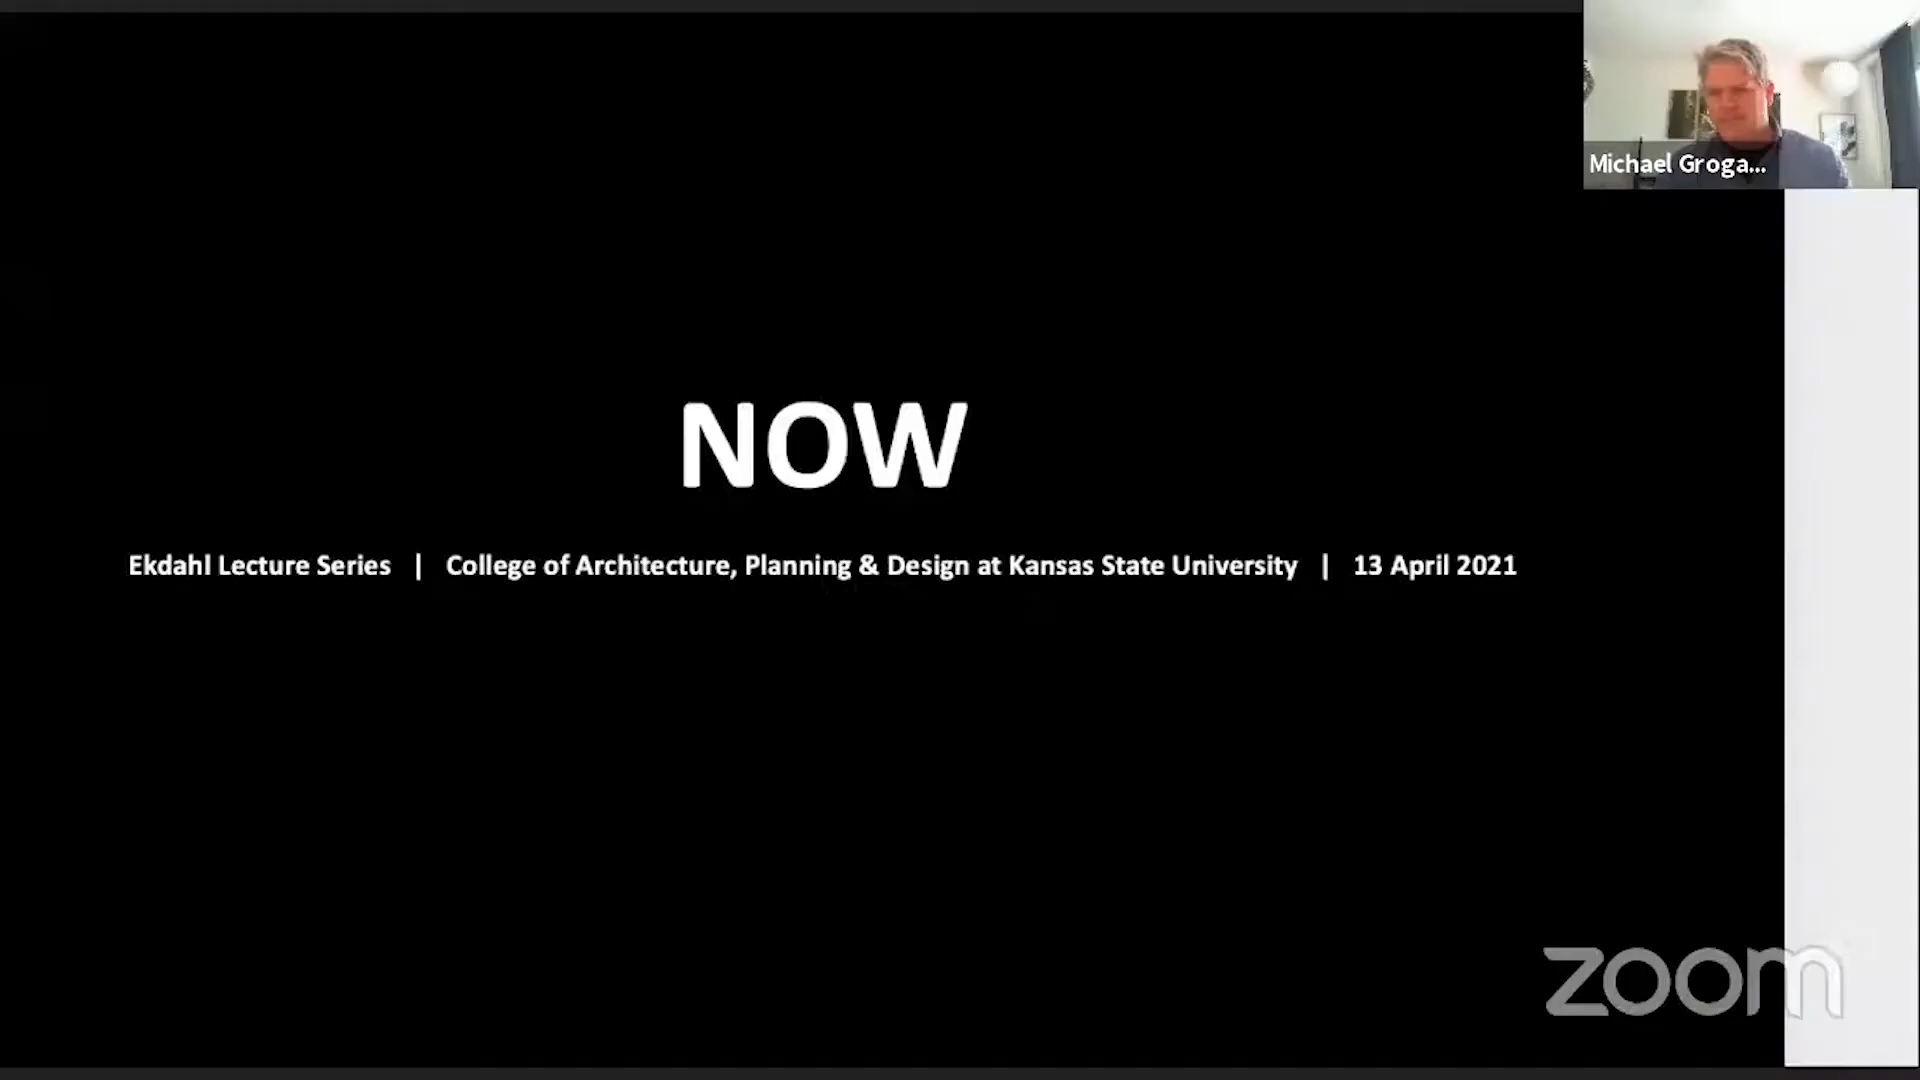 Michael Groga...
NOW
Ekdahl Lecture Series | College of Architecture, Planning & Design at Kansas State University | 13 April 2021
zoom